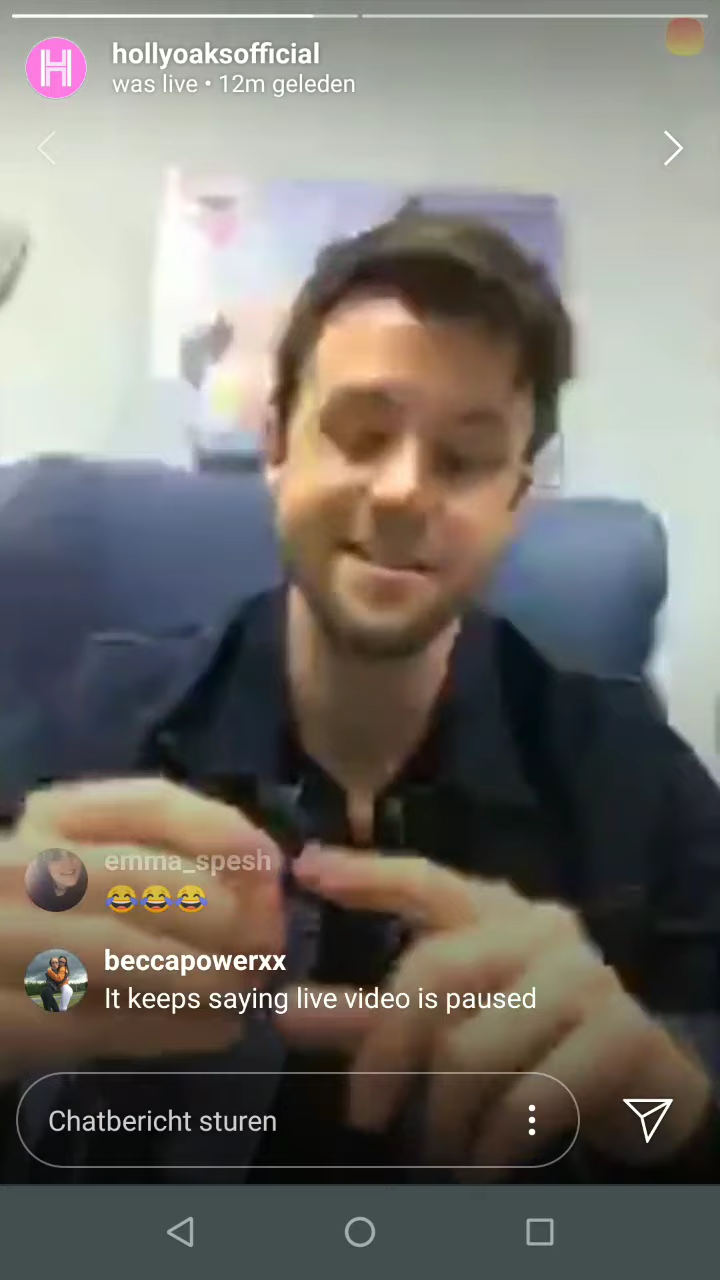 H
hollyoaksofficial
was live • 12m geleden
emma_spesh
😂😂😂
beccapowerxx
It keeps saying live video is paused
Chatbericht sturen